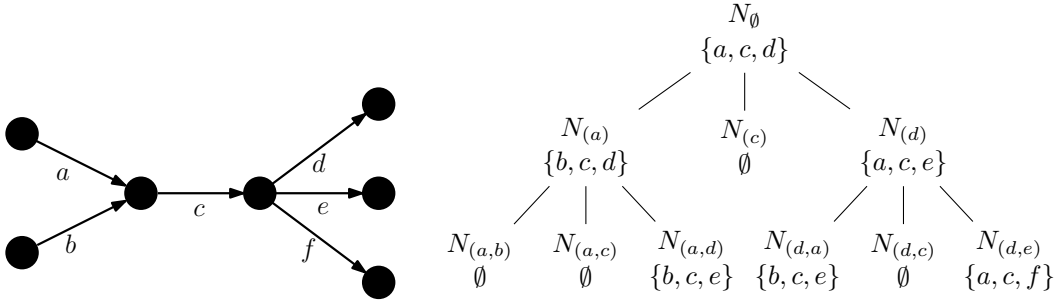 a
b
c
d
e
f
N_∅
{a, c, d}
N_(a)
{b, c, d}
N_(c)
∅
N_(d)
{a, c, e}
N_(a,b)
∅
N_(a,c)
∅
N_(a,d)
{b, c, e}
N_(d,a)
{b, c, e}
N_(d,c)
∅
N_(d,e)
{a, c, f}